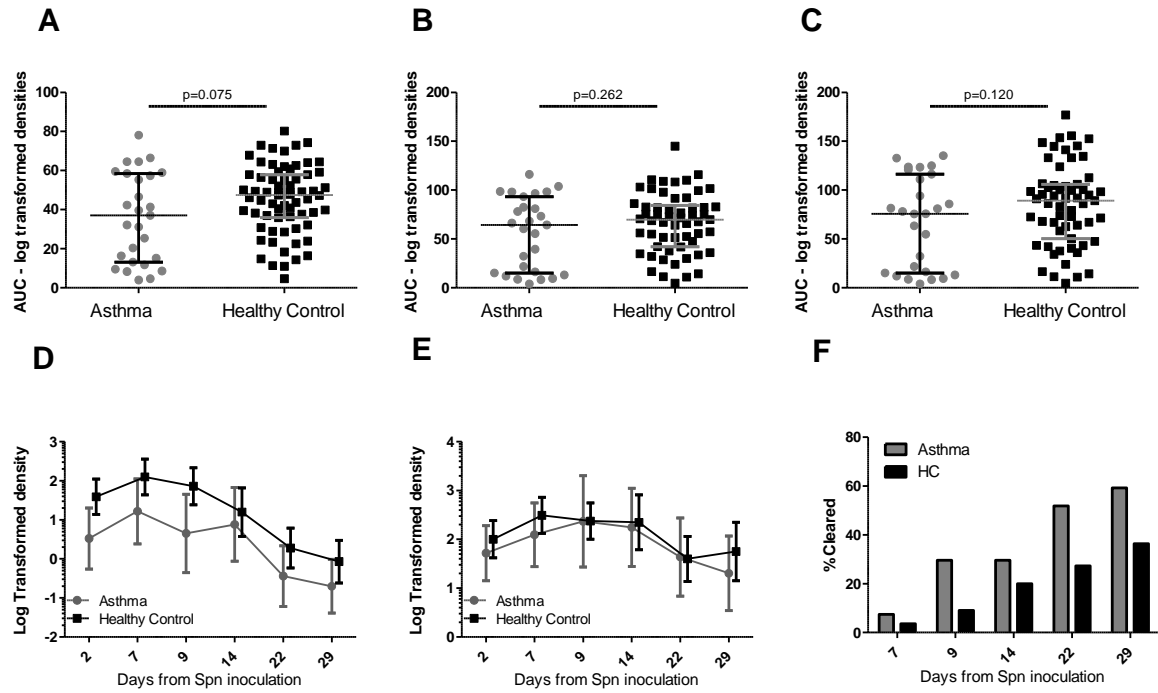 A
B
C
AUC - log transformed densities
100
80
60
40
20
0
p=0.075
Asthma
Healthy Control
AUC - log transformed densities
200
150
100
50
0
p=0.262
Asthma
Healthy Control
AUC - log transformed densities
200
150
100
50
0
p=0.120
Asthma
Healthy Control
D
E
F
Log Transformed density
3
2
1
0
-1
-2
Asthma
Healthy Control
2 7 9 14 22 29
Days from Spn inoculation
Log Transformed density
4
3
2
1
0
Asthma
Healthy Control
2 7 9 14 22 29
Days from Spn inoculation
%Cleared
80
60
40
20
0
Asthma
HC
7 9 14 22 29
Days from Spn inoculation